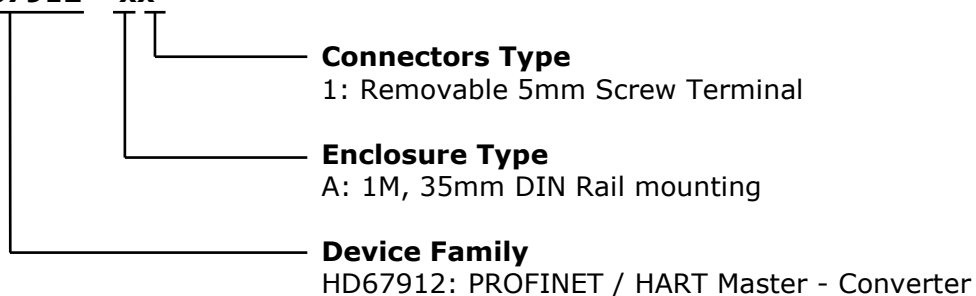 Connectors Type
1: Removable 5mm Screw Terminal
Enclosure Type
A: 1M, 35mm DIN Rail mounting
Device Family
HD67912: PROFINET / HART Master - Converter